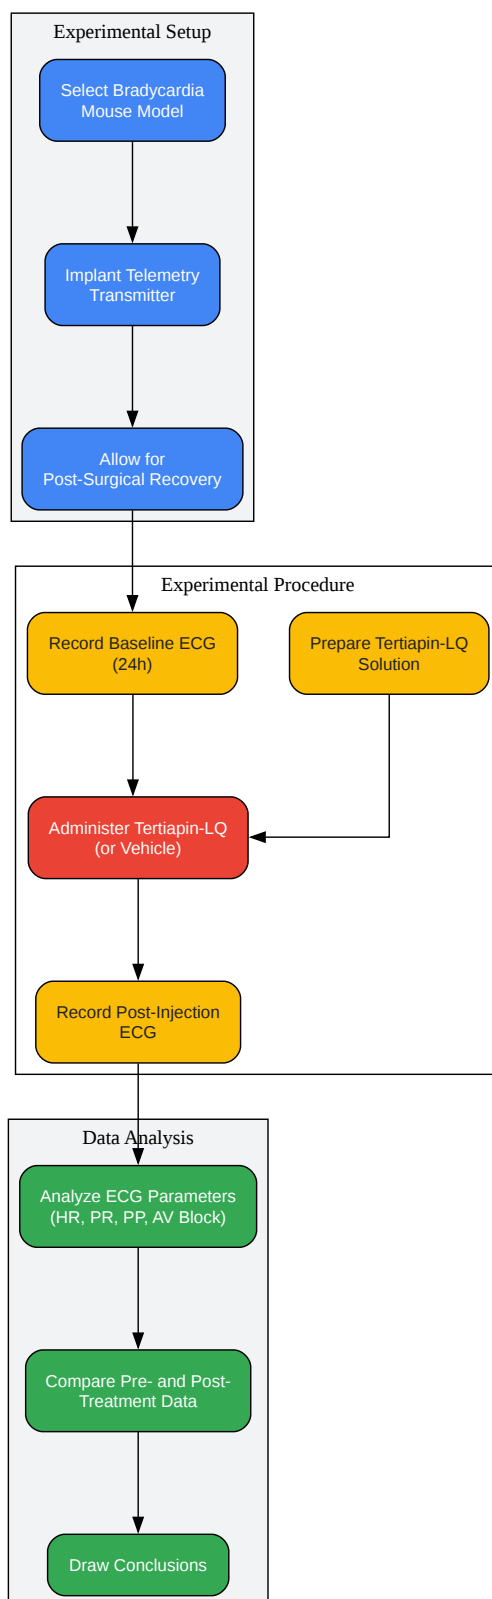 Experimental Setup
Select Bradycardia
Mouse Model
Implant Telemetry
Transmitter
Allow for
Post-Surgical Recovery
Experimental Procedure
Record Baseline ECG
(24h)
Prepare Tertiapin-LQ
Solution
Administer Tertiapin-LQ
(or Vehicle)
Record Post-Injection
ECG
Data Analysis
Analyze ECG Parameters
(HR, PR, PP, AV Block)
Compare Pre- and Post-
Treatment Data
Draw Conclusions